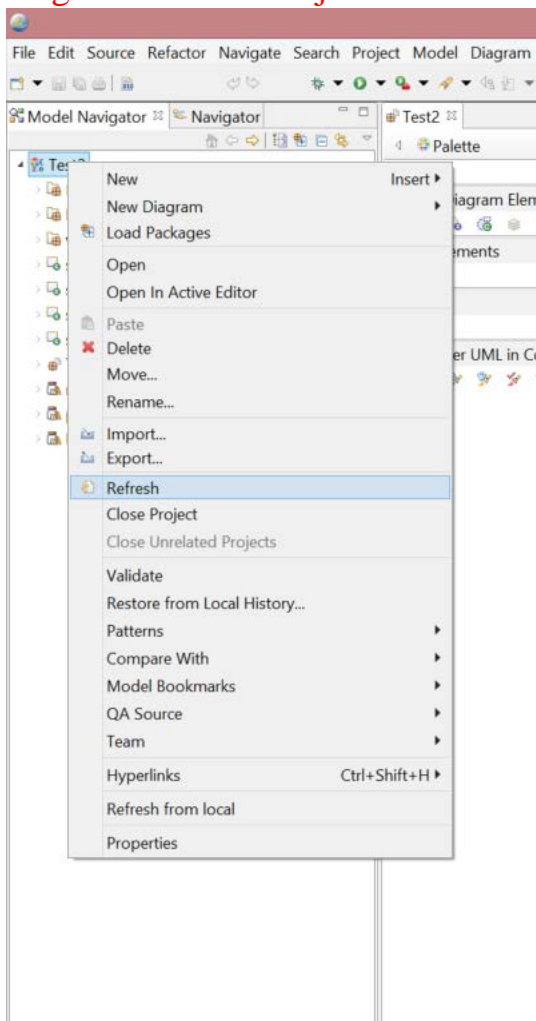 File Edit Source Refactor Navigate Search Project Model Diagram
Model Navigator Navigator Test2
Palette
New Insert
New Diagram
Load Packages
Open
Open In Active Editor
Paste
Delete
Move...
Rename...
Import...
Export...
Refresh
Close Project
Close Unrelated Projects
Validate
Restore from Local History...
Patterns
Compare With
Model Bookmarks
QA Source
Team
Hyperlinks Ctrl+Shift+H
Refresh from local
Properties